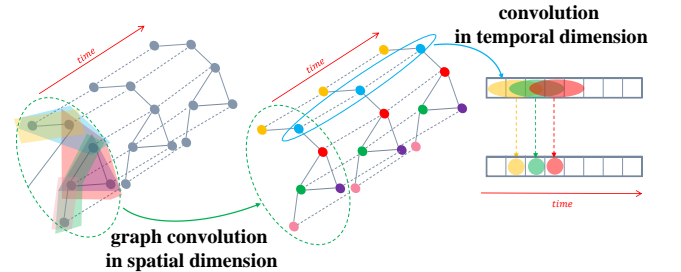 convolution
in temporal dimension
time
time
time
graph convolution
in spatial dimension